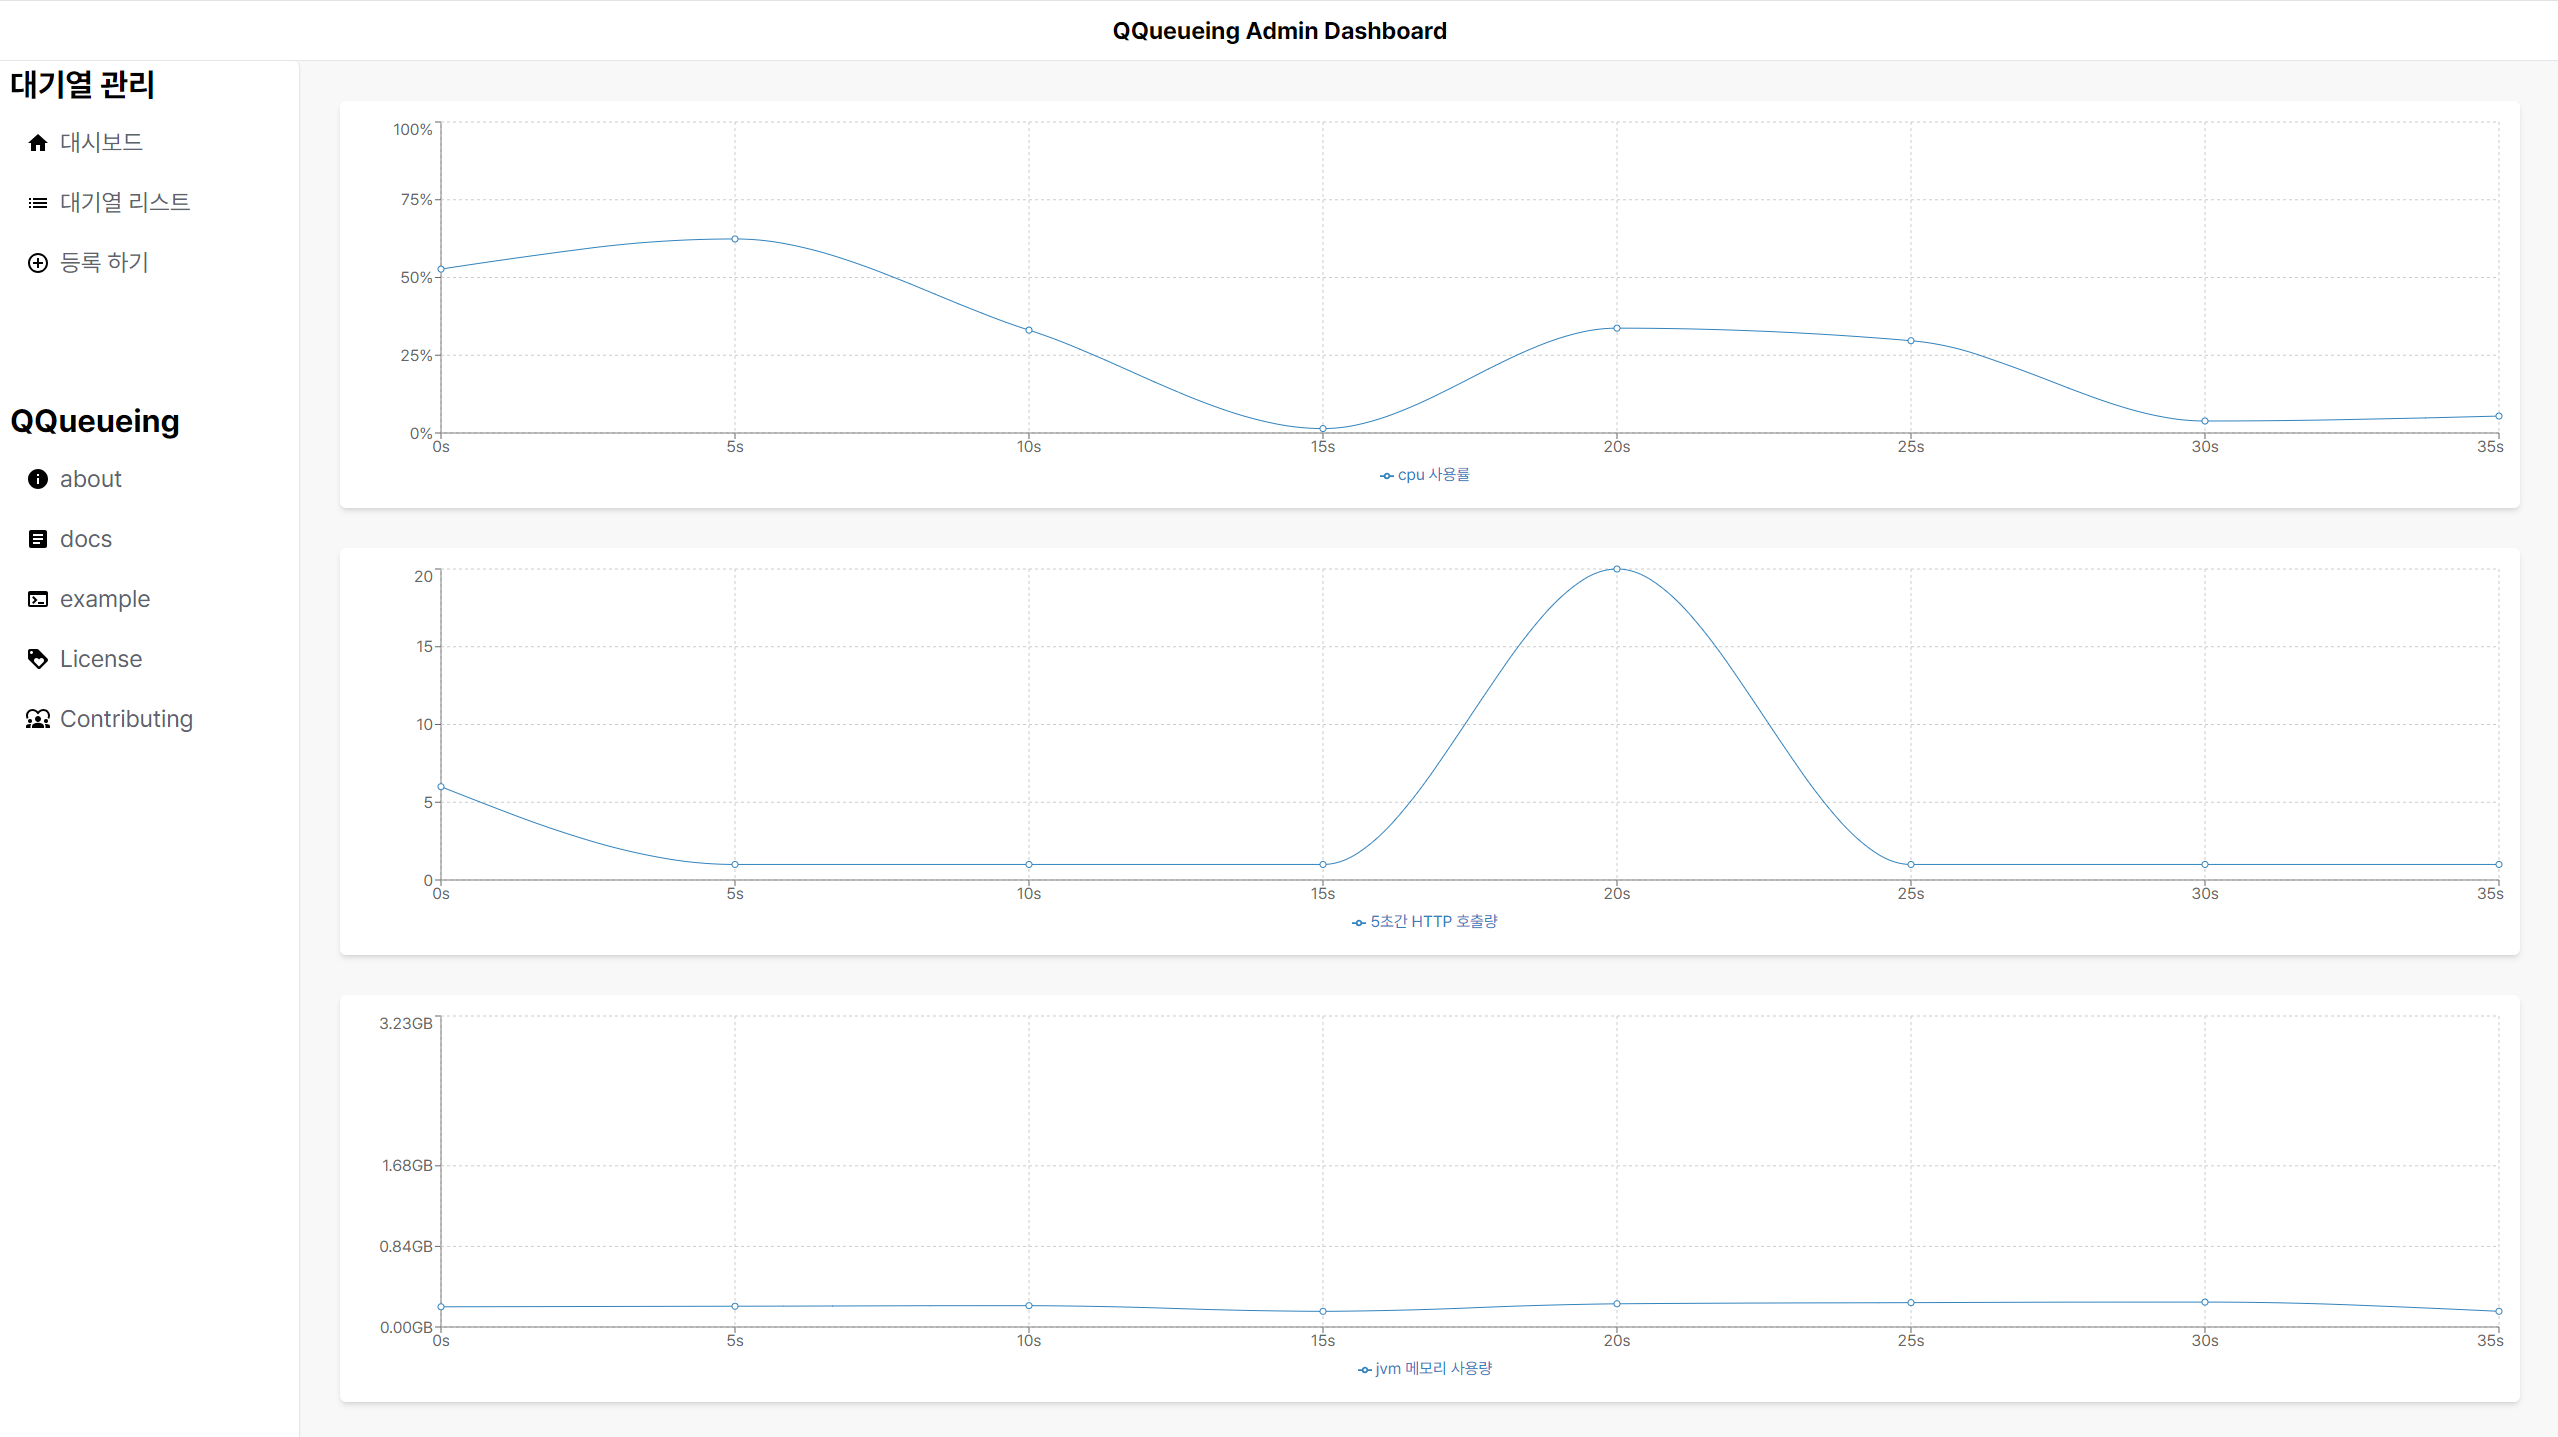 QQueueing Admin Dashboard
대기열 관리
대시보드
대기열 리스트
등록 하기
QQueueing
about
docs
example
License
Contributing
100%
75%
50%
25%
0%
0s 5s 10s 15s 20s 25s 30s 35s
cpu 사용률
20
15
10
5
0
0s 5s 10s 15s 20s 25s 30s 35s
5초간 HTTP 호출량
3.23GB
1.68GB
0.84GB
0.00GB
0s 5s 10s 15s 20s 25s 30s 35s
jvm 메모리 사용량